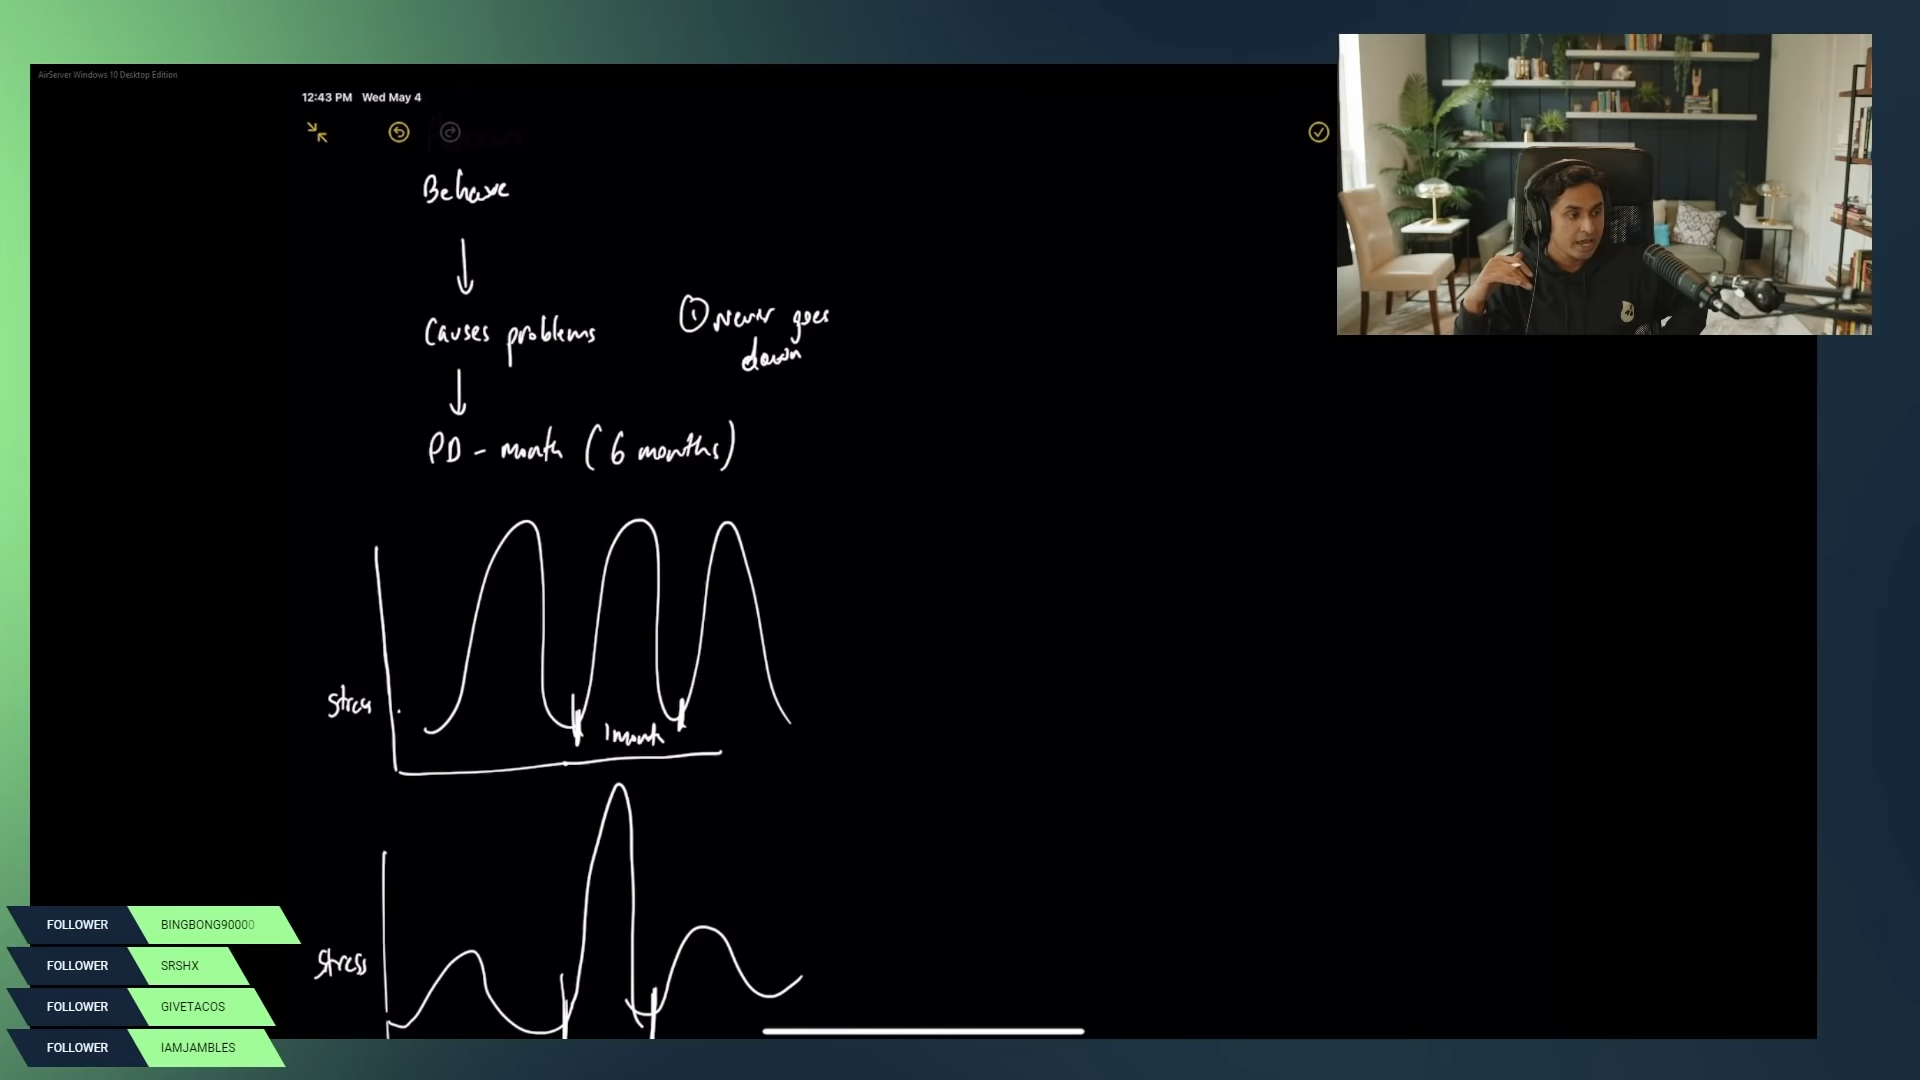 AirServer Windows 10 Desktop Edition
12:43 PM Wed May 4
Behave
Causes problems
① Never goes
down
PD - month (6 months)
Stress
1 month
Stress
FOLLOWER BINGBONG90000
FOLLOWER SRSHX
FOLLOWER GIVETACOS
FOLLOWER IAMJAMBLES